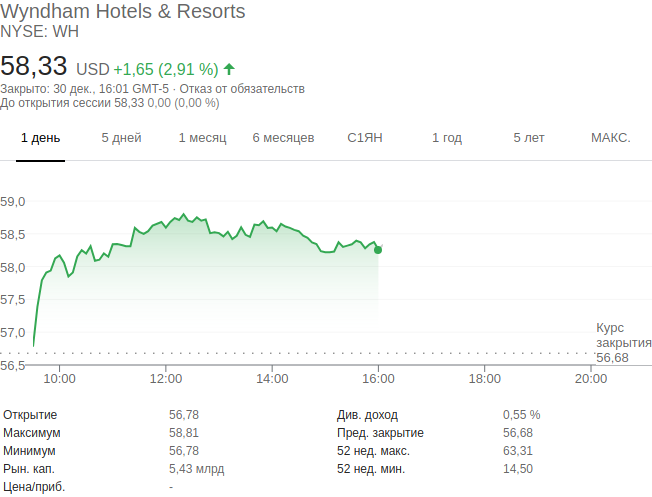 Wyndham Hotels & Resorts
NYSE: WH
58,33 USD +1,65 (2,91 %)
Закрыто: 30 дек., 16:01 GMT-5 · Отказ от обязательств
До открытия сессии 58,33 0,00 (0,00 %)
1 день 5 дней 1 месяц 6 месяцев С1ЯН 1 год 5 лет МАКС.
59,0
58,5
58,0
57,5
57,0
56,5
Курс
закрытия
56,68
10:00 12:00 14:00 16:00 18:00 20:00
Открытие 56,78 Див. доход 0,55 %
Максимум 58,81 Пред. закрытие 56,68
Минимум 56,78 52 нед. макс. 63,31
Рын. кап. 5,43 млрд 52 нед. мин. 14,50
Цена/приб. -